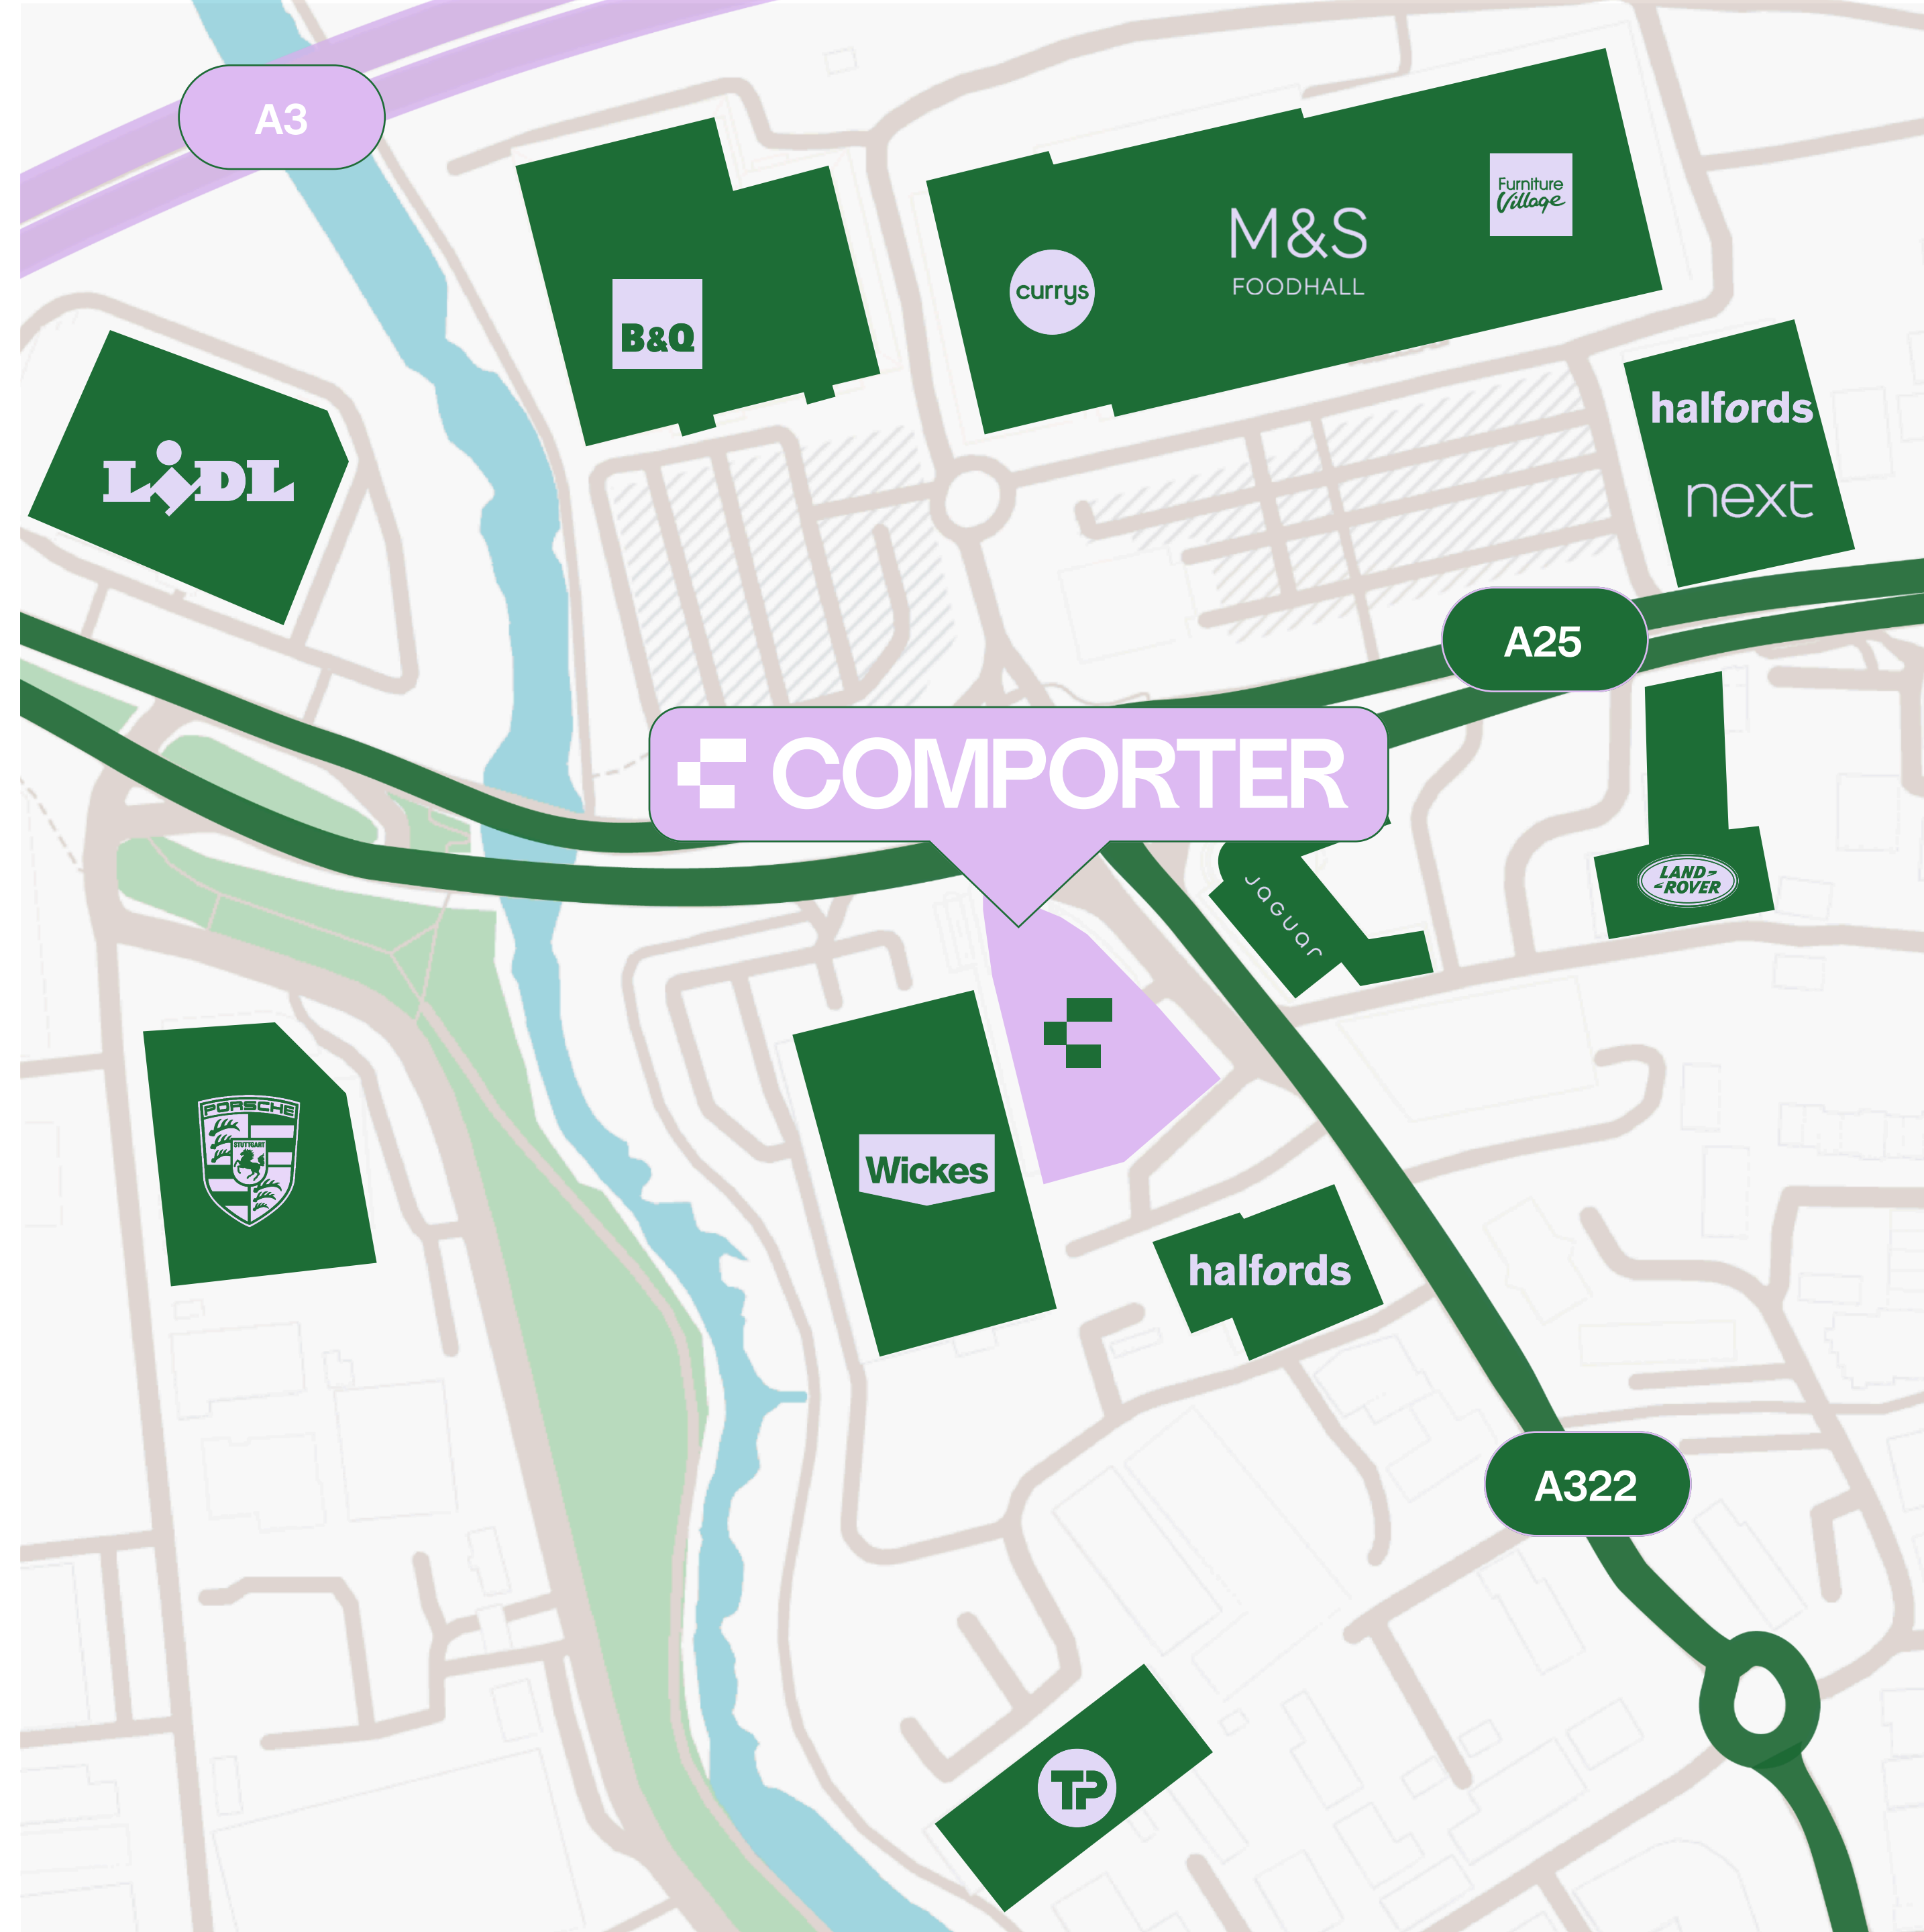 A3
Furniture
Village
M&S
FOODHALL
currys
B&Q
halfords
next
LIDL
A25
COMPORTER
LAND-
-ROVER
JAGUAR
PORSCHE
STUTTGART
Wickes
halfords
A322
TP